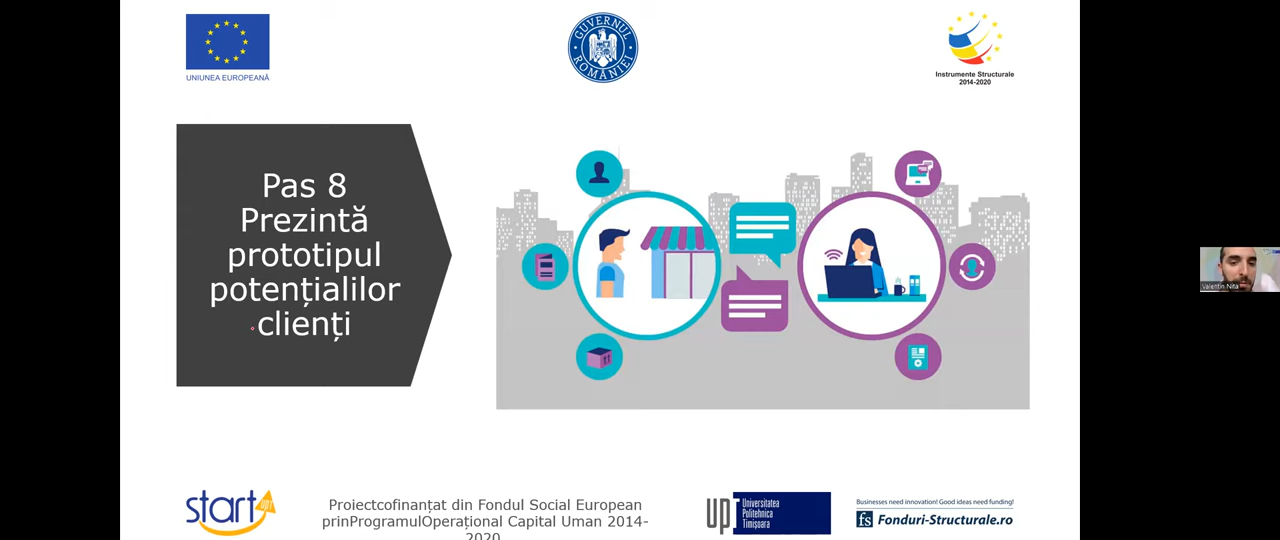 UNIUNEA EUROPEANĂ
GUVERNUL ROMÂNIEI
Instrumente Structurale
2014-2020
Pas 8
Prezintă
prototipul
potențialilor
clienți
Valentin Nita
start
UPT
Proiectcofinanțat din Fondul Social European
prinProgramulOperațional Capital Uman 2014-
2020
UPT
Universitatea
Politehnica
Timișoara
Businesses need innovation! Good ideas need funding!
fs Fonduri-Structurale.ro